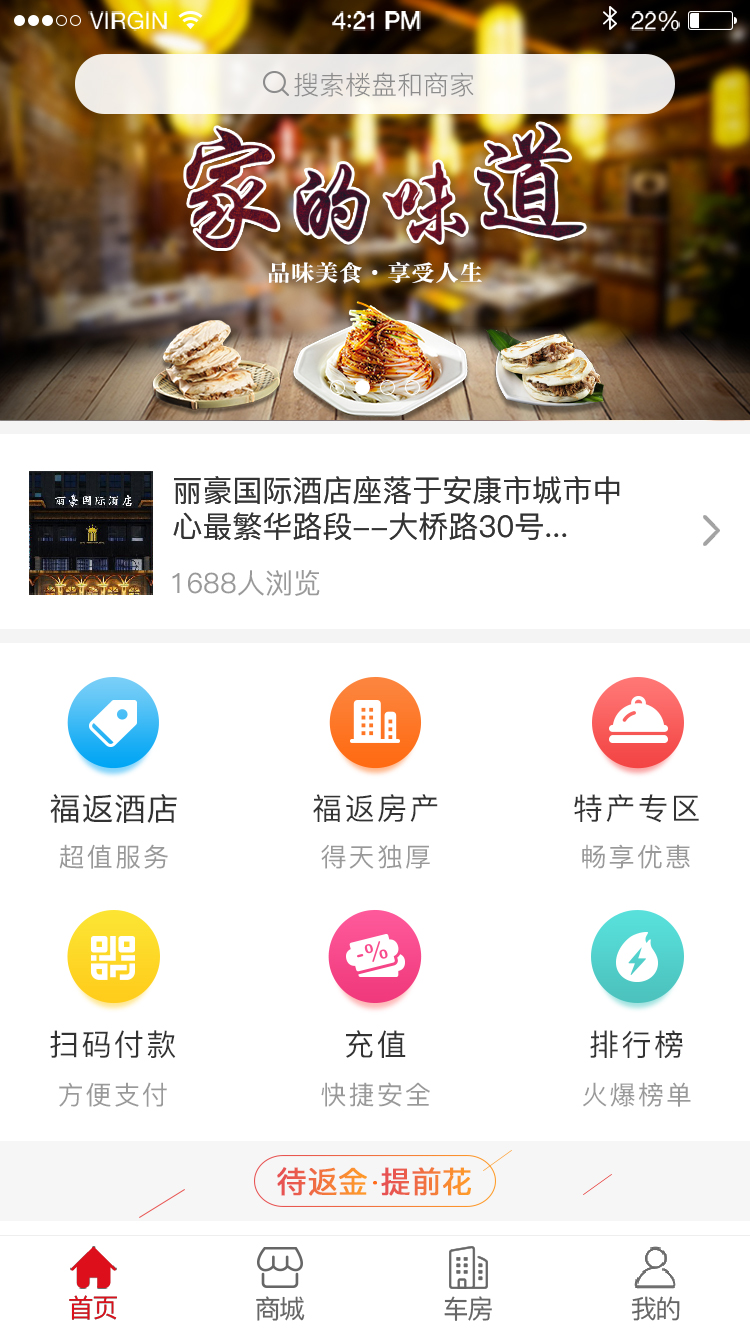 VIRGIN 4:21 PM 22%
搜索楼盘和商家
家的味道
品味美食·享受人生
丽豪国际酒店
丽豪国际酒店座落于安康市城市中
心最繁华路段--大桥路30号...
1688人浏览
福返酒店 福返房产 特产专区
超值服务 得天独厚 畅享优惠
-%
扫码付款 充值 排行榜
方便支付 快捷安全 火爆榜单
待返金·提前花
首页 商城 车房 我的